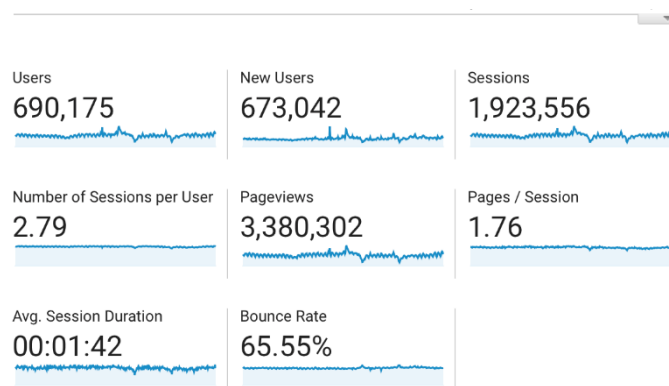 Users
690,175
New Users
673,042
Sessions
1,923,556
Number of Sessions per User
2.79
Pageviews
3,380,302
Pages / Session
1.76
Avg. Session Duration
00:01:42
Bounce Rate
65.55%